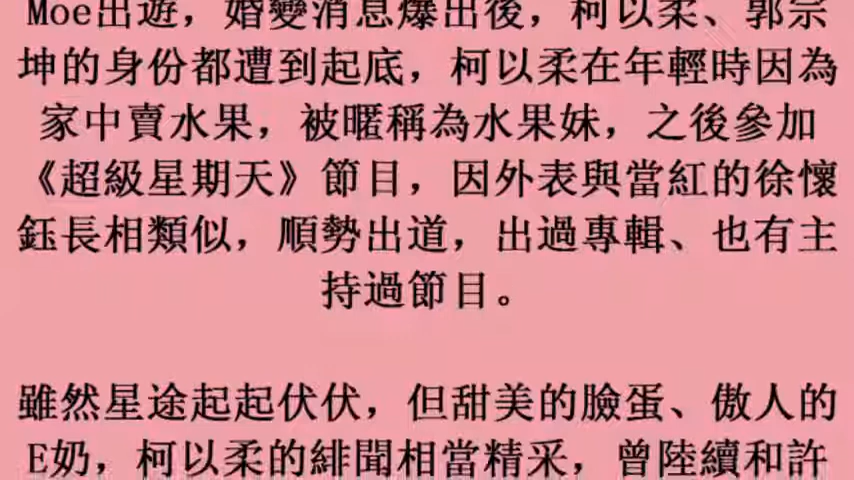 Moe出遊，婚變消息爆出後，柯以柔、郭宗
坤的身份都遭到起底，柯以柔在年輕時因為
家中賣水果，被暱稱為水果妹，之後參加
《超級星期天》節目，因外表與當紅的徐懷
鈺長相類似，順勢出道，出過專輯、也有主
持過節目。
雖然星途起起伏伏，但甜美的臉蛋、傲人的
E奶，柯以柔的緋聞相當精采，曾陸續和許